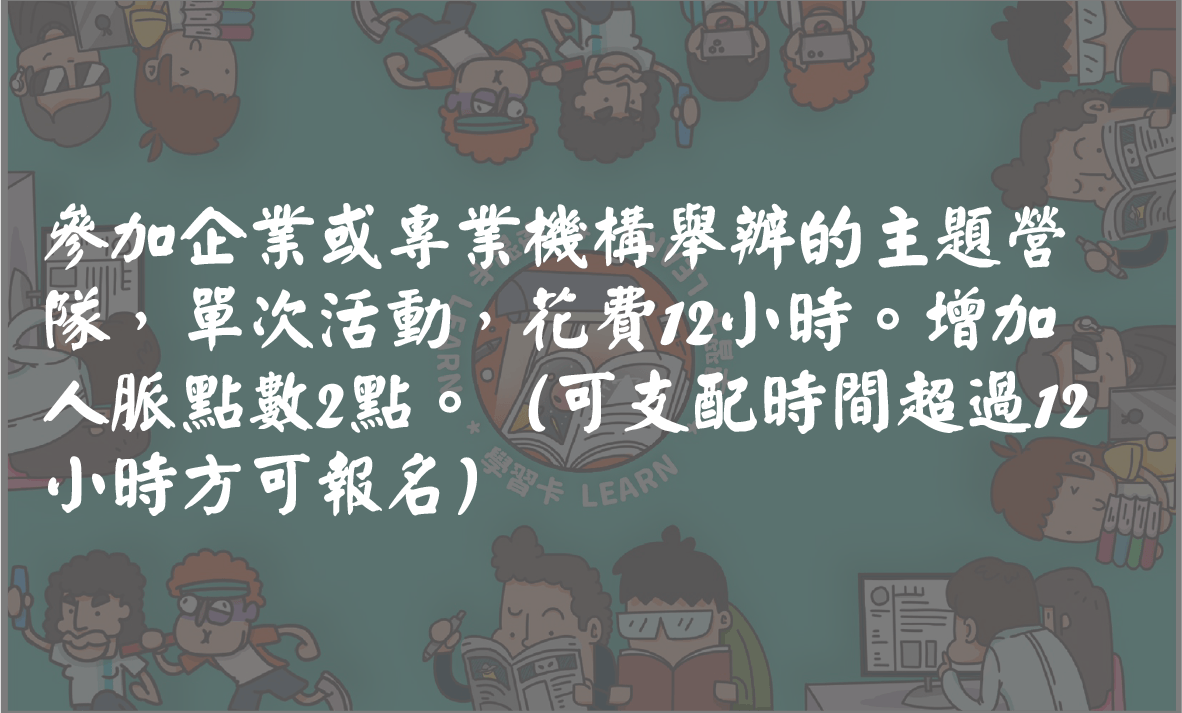 參加企業或專業機構舉辦的主題營
隊，單次活動，花費12小時。增加
人脈點數2點。（可支配時間超過12
小時方可報名）
學習卡 LEARN
LEARN